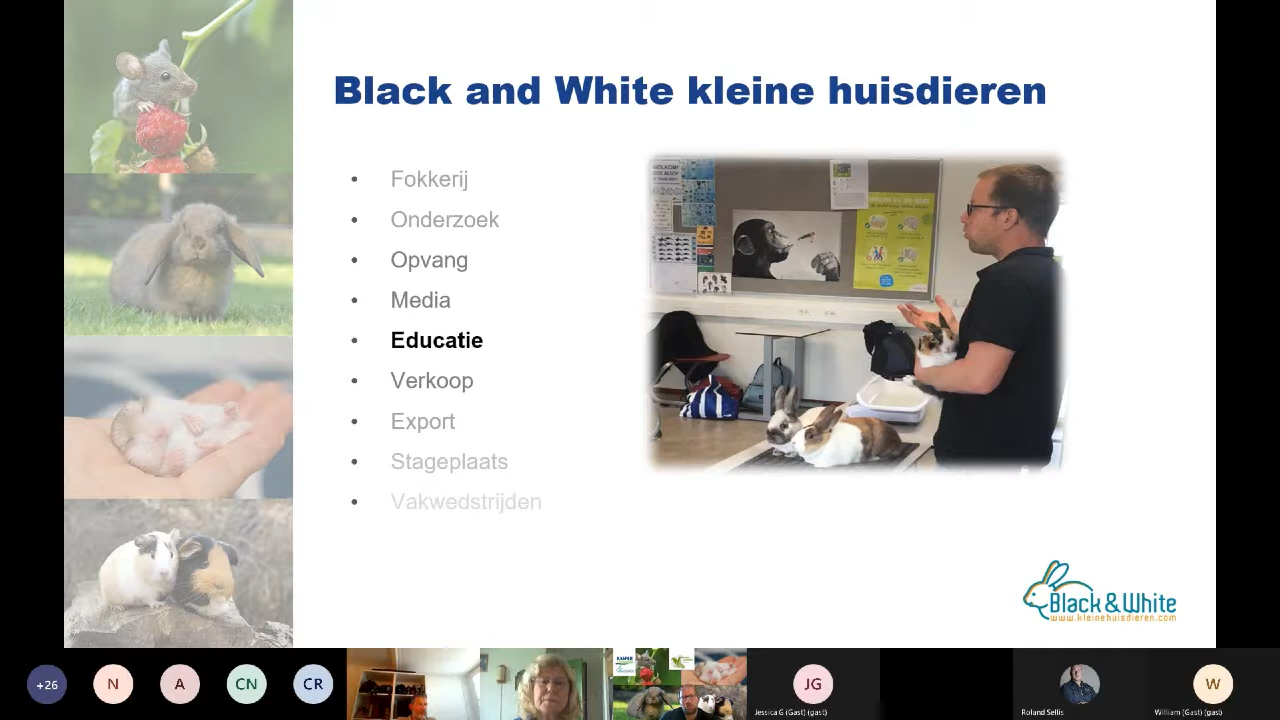 Black and White kleine huisdieren
• Fokkerij
• Onderzoek
• Opvang
• Media
• Educatie
• Verkoop
• Export
• Stageplaats
• Vakwedstrijden
Black & White
www.kleinehuisdieren.com
+26
N
A
CN
CR
JG
W
Jessica G (Gast) (gast)
Roland Sellis
William (Gast) (gast)